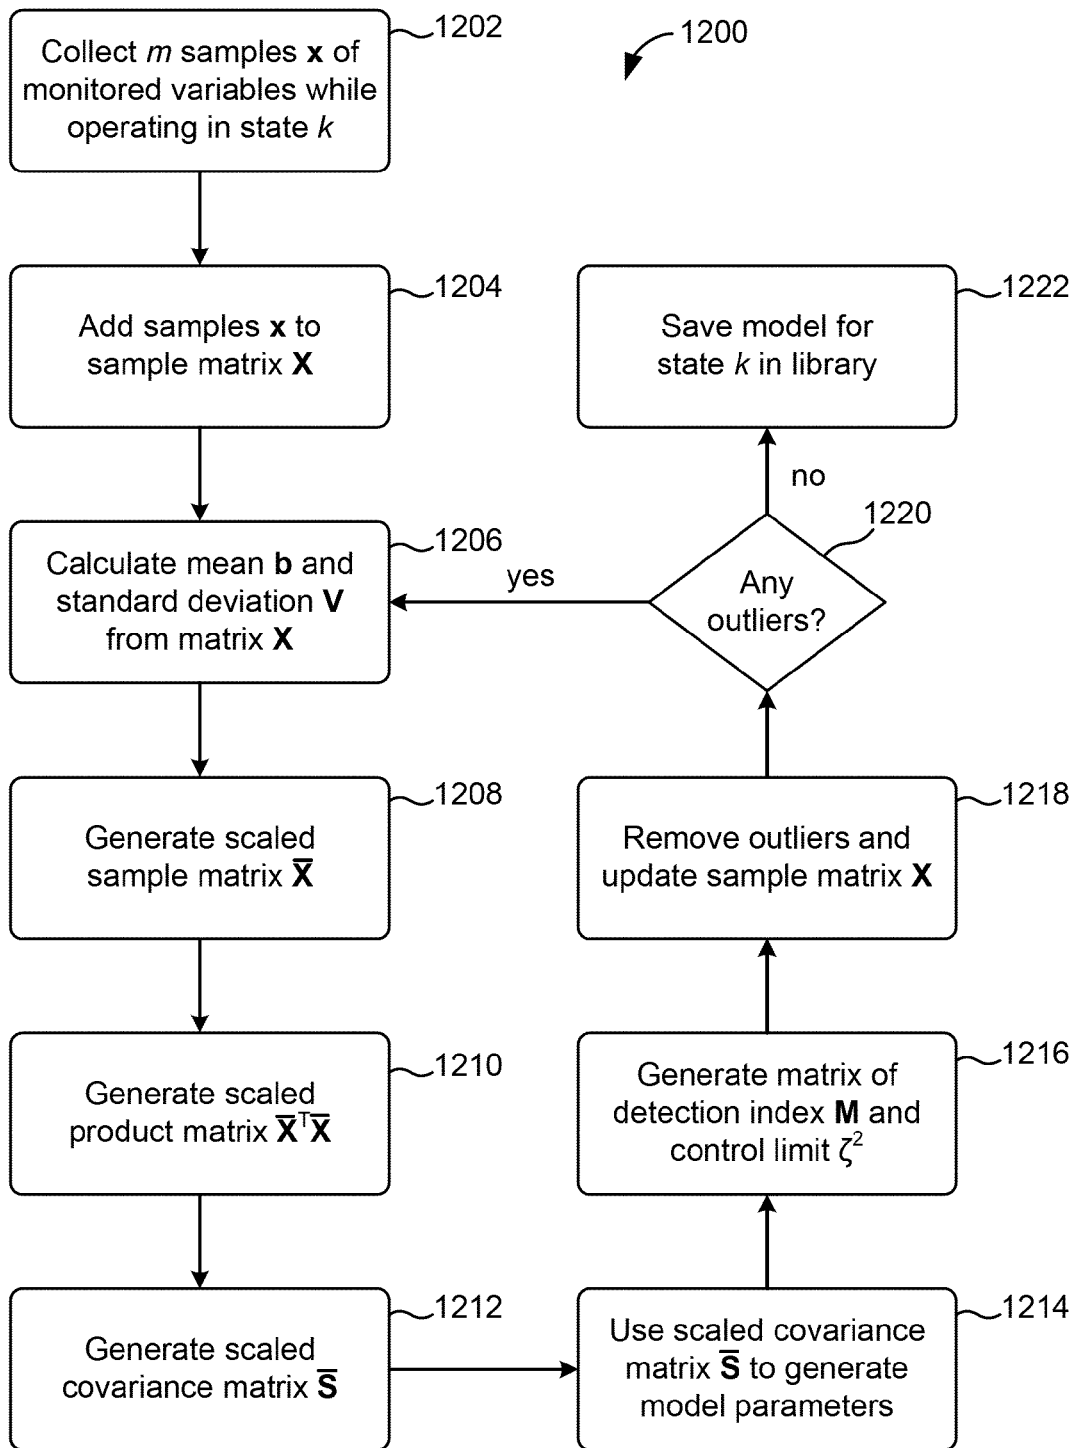 1200
1202
Collect m samples x of
monitored variables while
operating in state k
1204
Add samples x to
sample matrix X
1206
Calculate mean b and
standard deviation V
from matrix X
1208
Generate scaled
sample matrix X̅
1210
Generate scaled
product matrix X̅ᵀX̅
1212
Generate scaled
covariance matrix S̅
1214
Use scaled covariance
matrix S̅ to generate
model parameters
1216
Generate matrix of
detection index M and
control limit ζ²
1218
Remove outliers and
update sample matrix X
1220
Any
outliers?
yes
no
1222
Save model for
state k in library